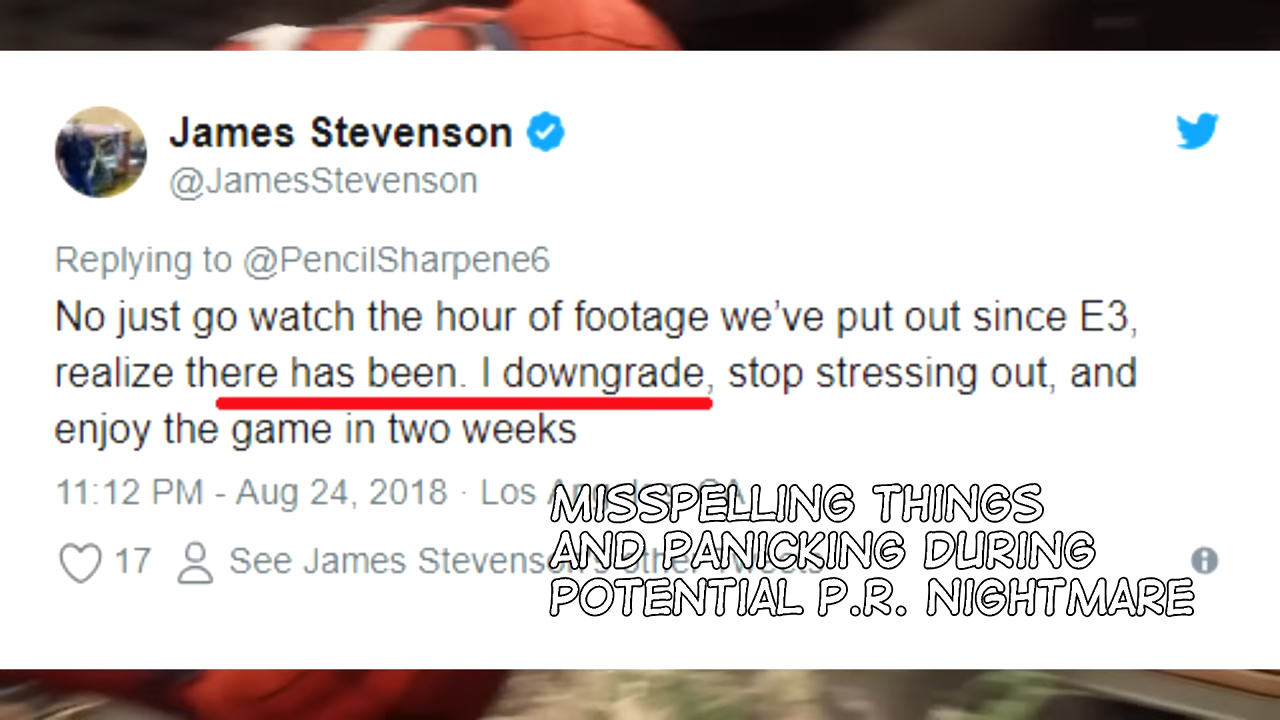 James Stevenson
@JamesStevenson
Replying to @PencilSharpene6
No just go watch the hour of footage we’ve put out since E3,
realize there has been. I downgrade, stop stressing out, and
enjoy the game in two weeks
11:12 PM - Aug 24, 2018 · Los Angeles, CA
17 See James Stevenson's other Tweets
MISSPELLING THINGS
AND PANICKING DURING
POTENTIAL P.R. NIGHTMARE